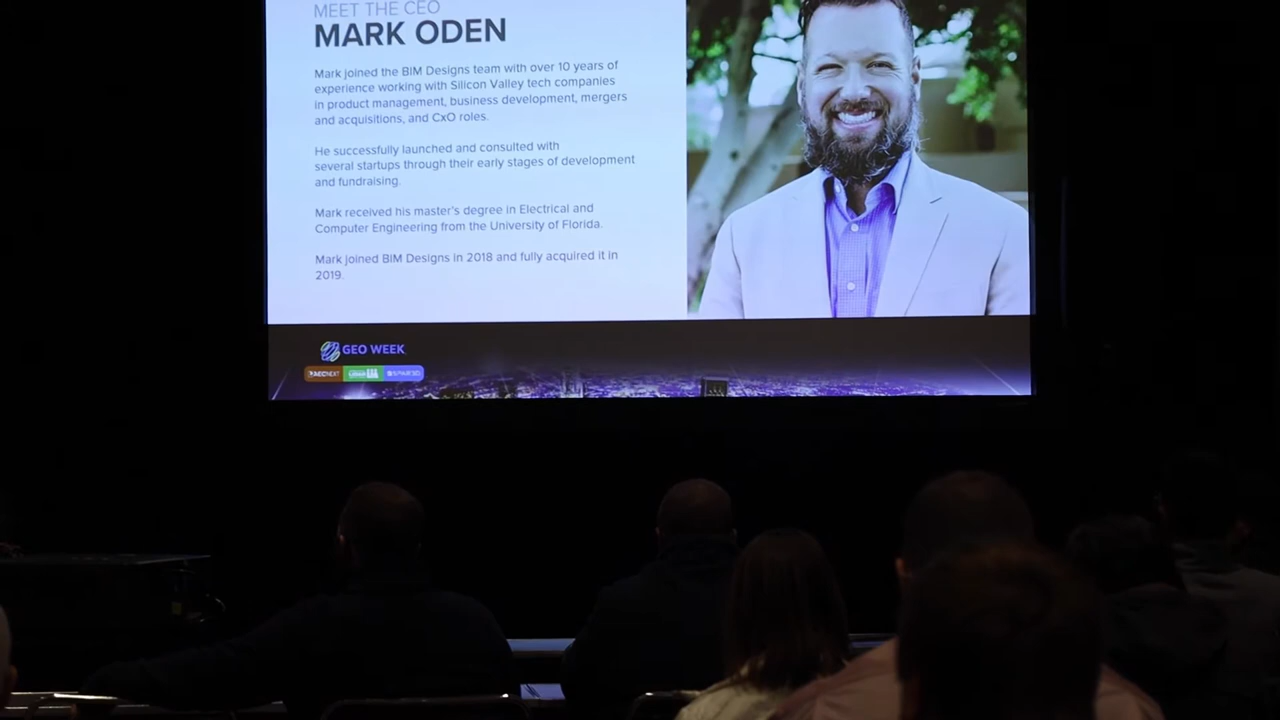 MEET THE CEO
MARK ODEN
Mark joined the BIM Designs team with over 10 years of
experience working with Silicon Valley tech companies
in product management, business development, mergers
and acquisitions, and CxO roles.
He successfully launched and consulted with
several startups through their early stages of development
and fundraising.
Mark received his master's degree in Electrical and
Computer Engineering from the University of Florida.
Mark joined BIM Designs in 2018 and fully acquired it in
2019.
GEO WEEK